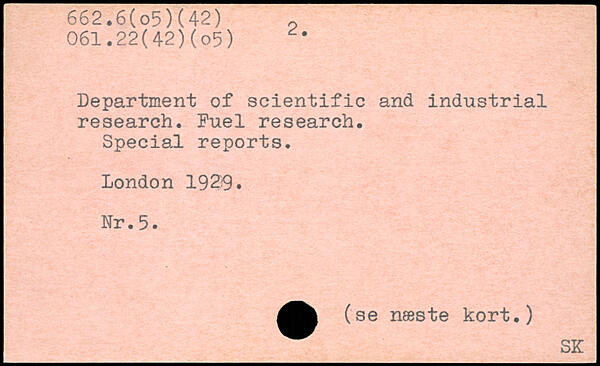 662.6(o5)(42)
061.22(42)(o5)
2.
Department of scientific and industrial
research. Fuel research.
Special reports.
London 1929.
Nr.5.
(se næste kort.)
SK